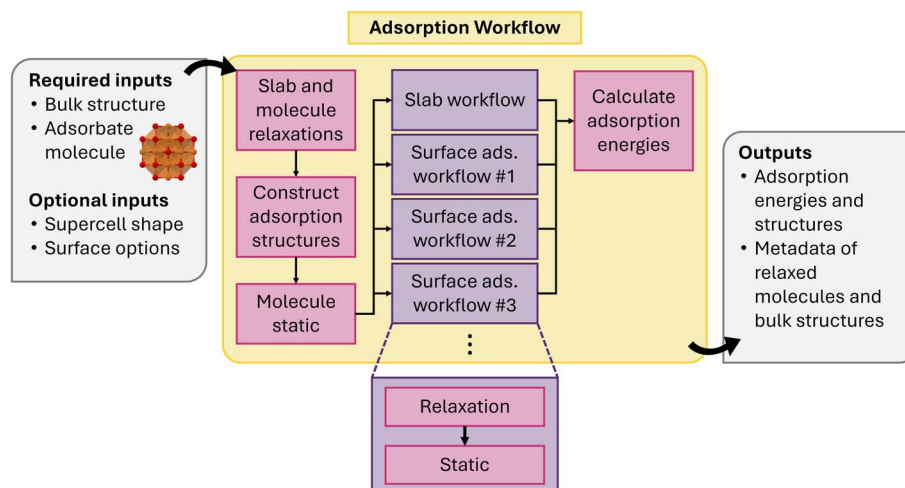 Adsorption Workflow
Required inputs
• Bulk structure
• Adsorbate
molecule
Optional inputs
• Supercell shape
• Surface options
Slab and
molecule
relaxations
Construct
adsorption
structures
Molecule
static
Slab workflow
Surface ads.
workflow #1
Surface ads.
workflow #2
Surface ads.
workflow #3
Relaxation
Static
Calculate
adsorption
energies
Outputs
• Adsorption
energies and
structures
• Metadata of
relaxed
molecules and
bulk structures